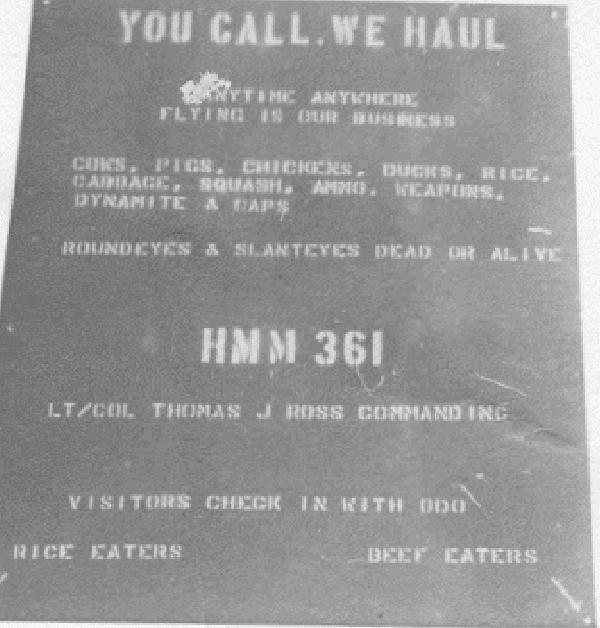 YOU CALL. WE HAUL
ANYTIME ANYWHERE
FLYING IS OUR BUSINESS
COWS, PIGS, CHICKENS, DUCKS, RICE,
CABBAGE, SQUASH, AMMO, WEAPONS,
DYNAMITE & CAPS
ROUNDEYES & SLANTEYES DEAD OR ALIVE
HMM 361
LT/COL THOMAS J ROSS COMMANDING
VISITORS CHECK IN WITH ODO
RICE EATERS BEEF EATERS